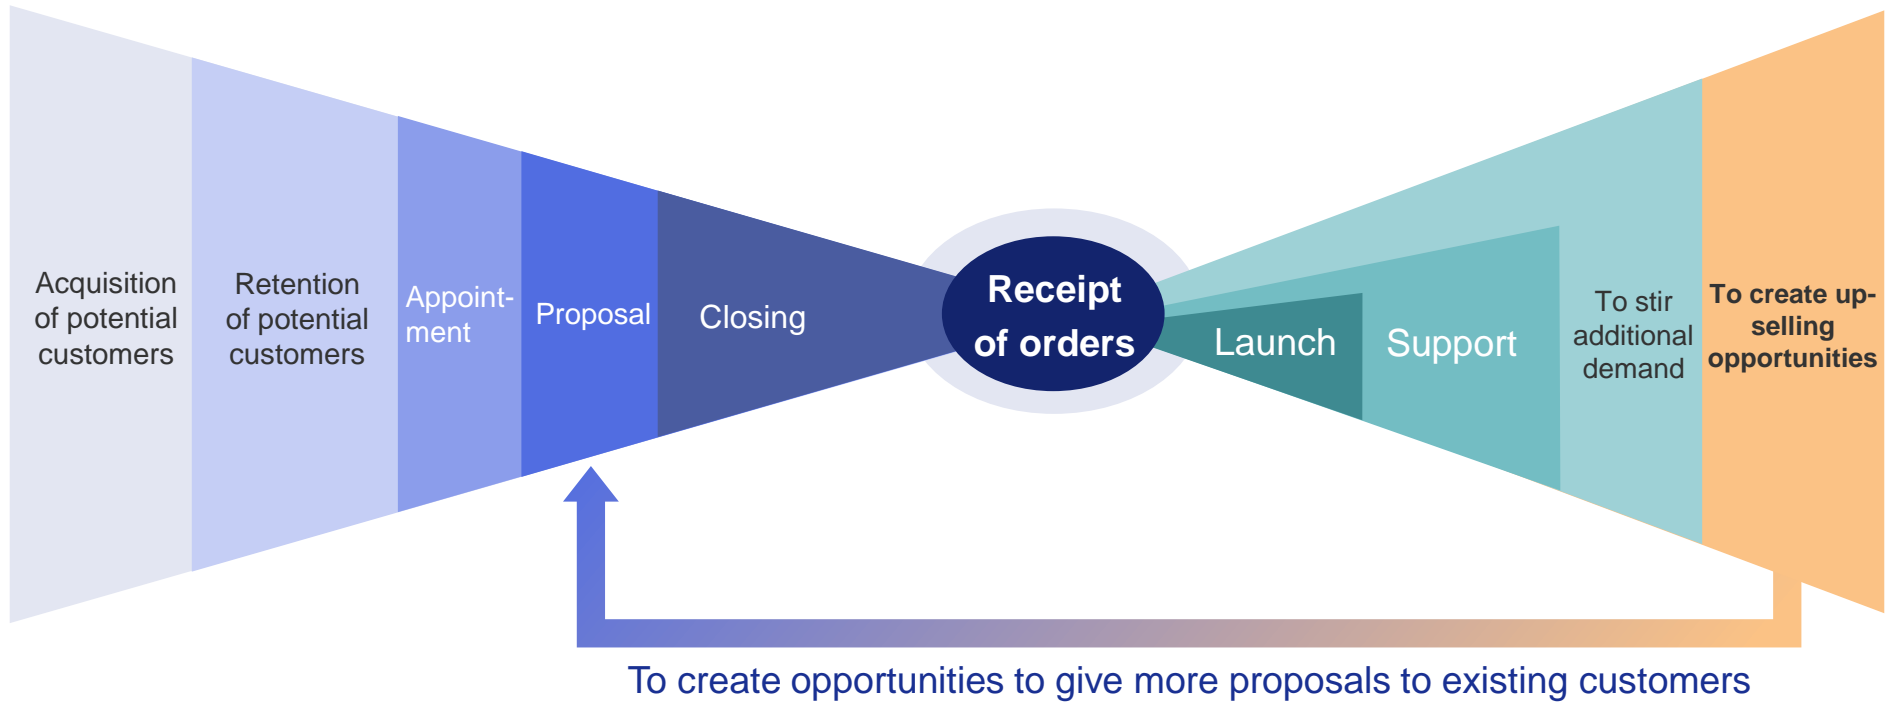 Acquisition
of potential
customers
Retention
of potential
customers
Appoint-
ment
Proposal
Closing
Receipt
of orders
Launch
Support
To stir
additional
demand
To create up-
selling
opportunities
To create opportunities to give more proposals to existing customers